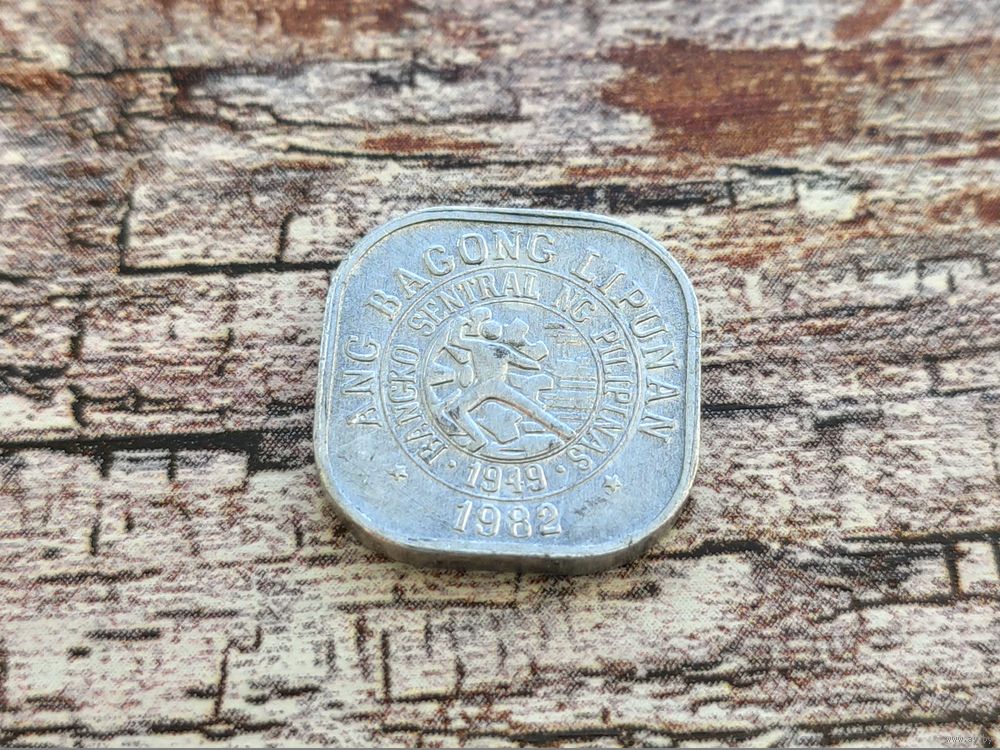 ANG BAGONG LIPUNAN
BANGKO SENTRAL NG PILIPINAS
· 1949 ·
1982